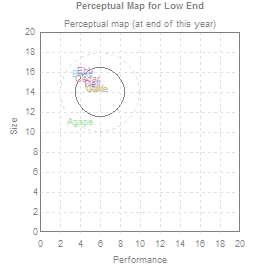 Perceptual Map for Low End
Perceptual map (at end of this year)
20
18
16
14
12
10
8
6
4
2
0
Size
Cedar
Agape
0 2 4 6 8 10 12 14 16 18 20
Performance